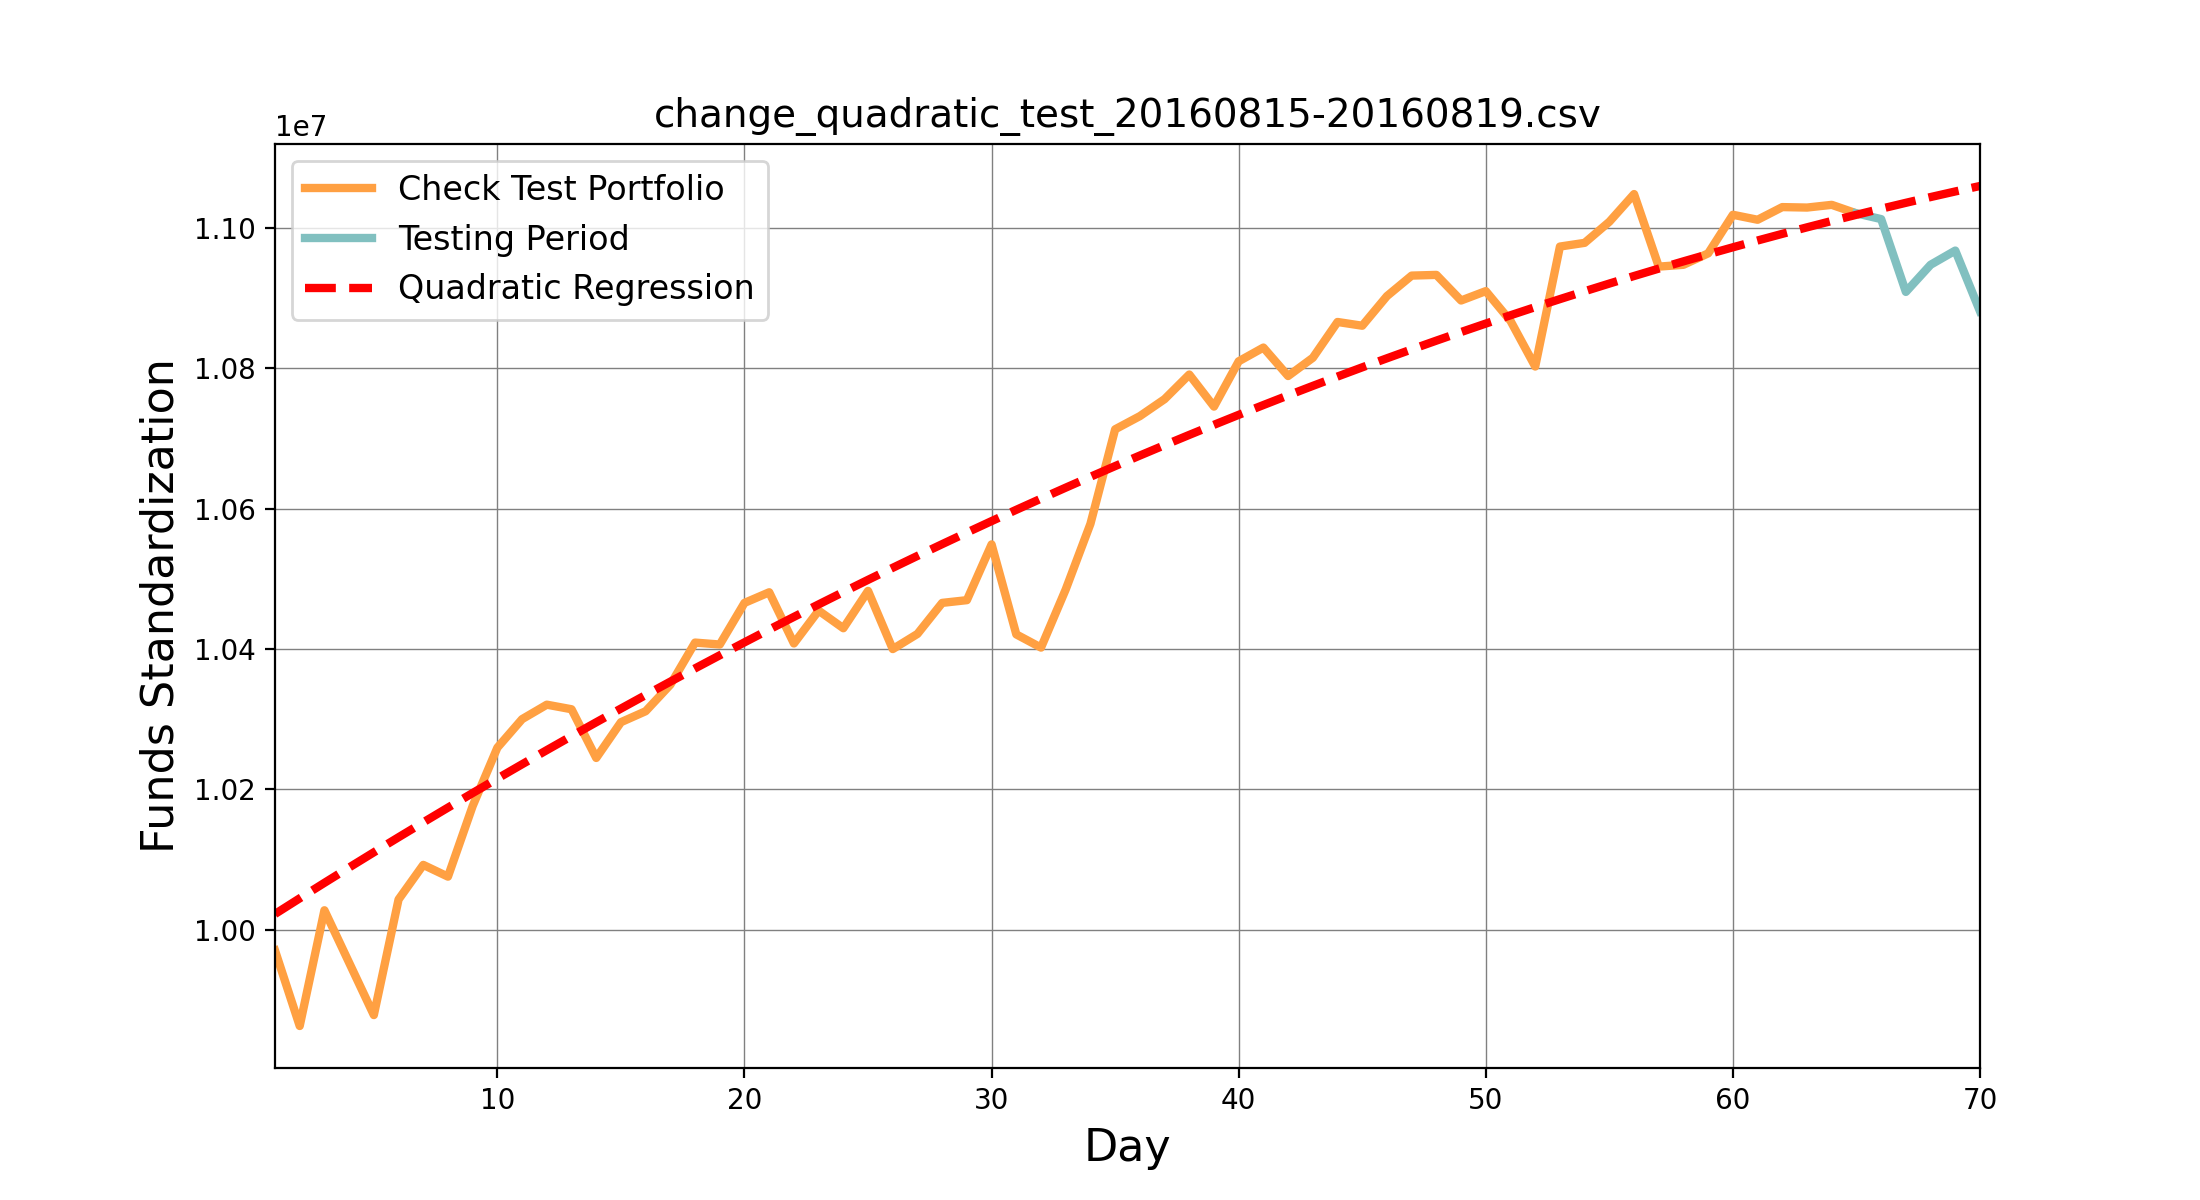 change_quadratic_test_20160815-20160819.csv
1e7
Check Test Portfolio
Testing Period
Quadratic Regression
1.10
1.08
1.06
1.04
1.02
1.00
Funds Standardization
10 20 30 40 50 60 70
Day